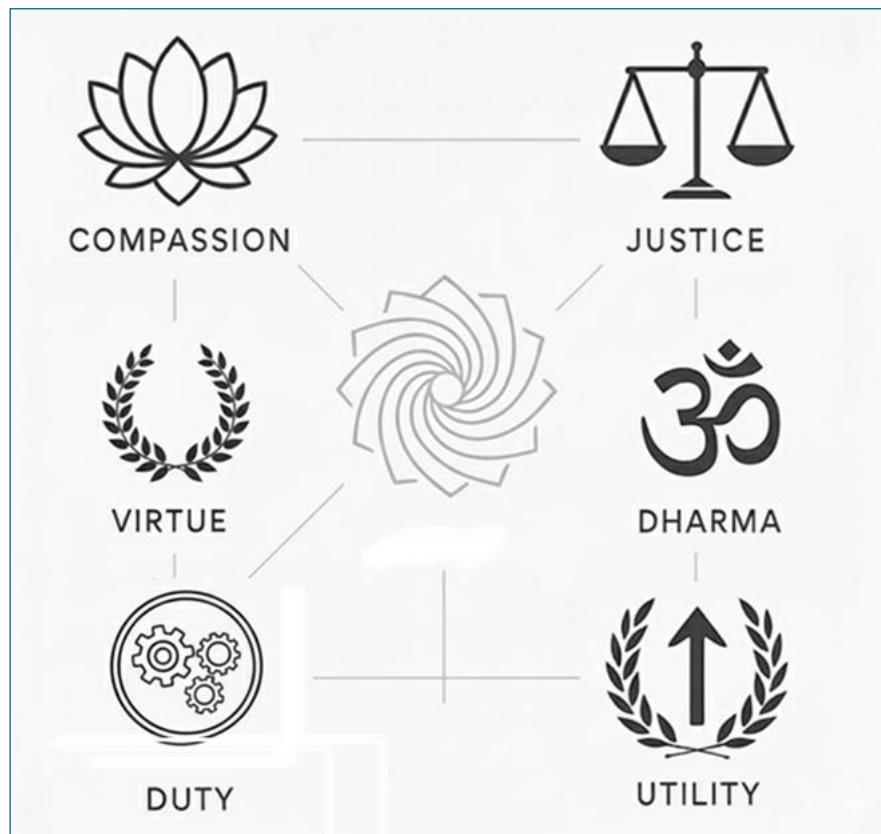 COMPASSION
JUSTICE
ॐ
VIRTUE
DHARMA
DUTY
UTILITY